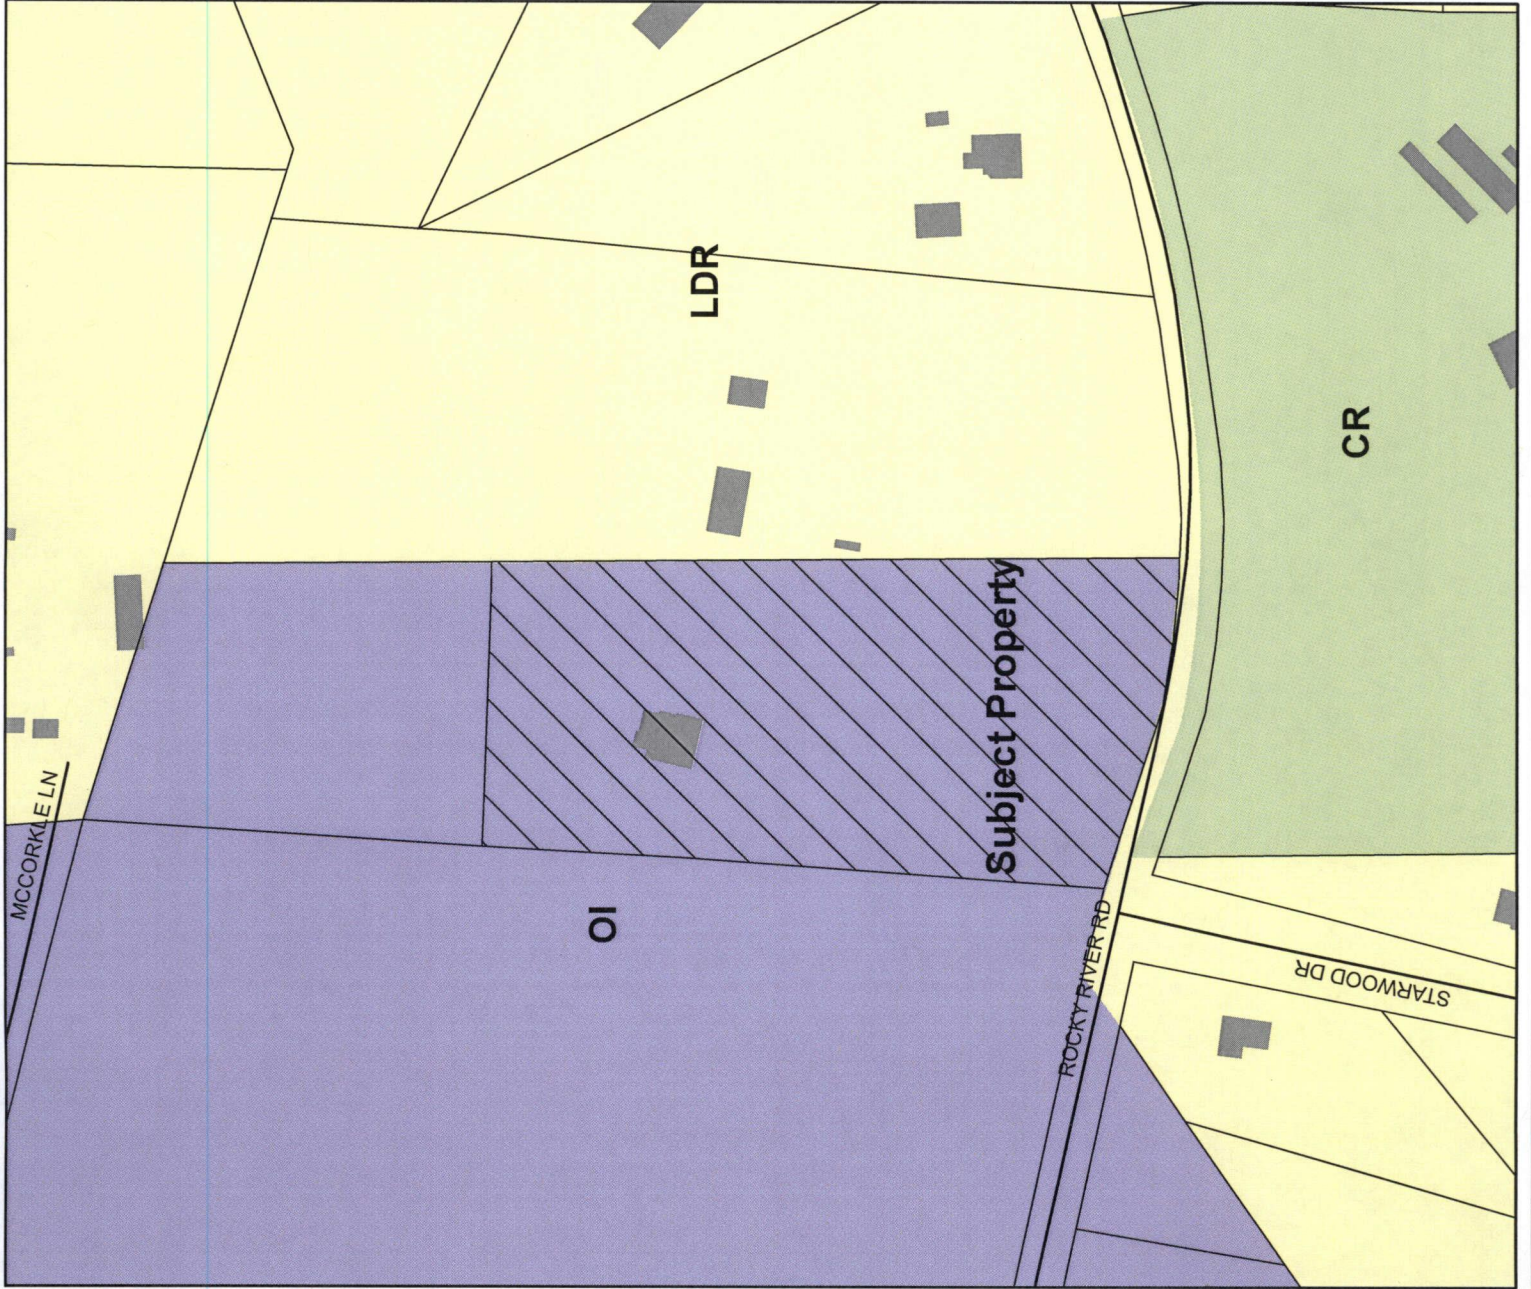 MCCORKLE LN
LDR
CR
Subject Property
OI
ROCKY RIVER RD
STARWOOD DR